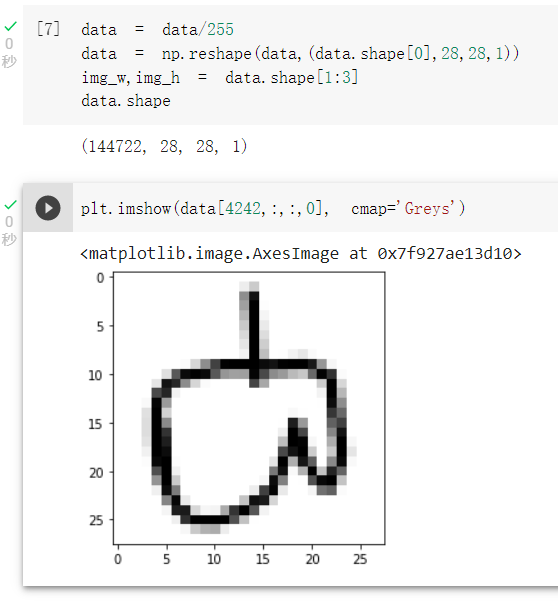 [7] data = data/255
data = np.reshape(data,(data.shape[0],28,28,1))
img_w,img_h = data.shape[1:3]
data.shape
0
秒
(144722, 28, 28, 1)
plt.imshow(data[4242,:,:,0], cmap='Greys')
0
秒
<matplotlib.image.AxesImage at 0x7f927ae13d10>
0
5
10
15
20
25
0 5 10 15 20 25